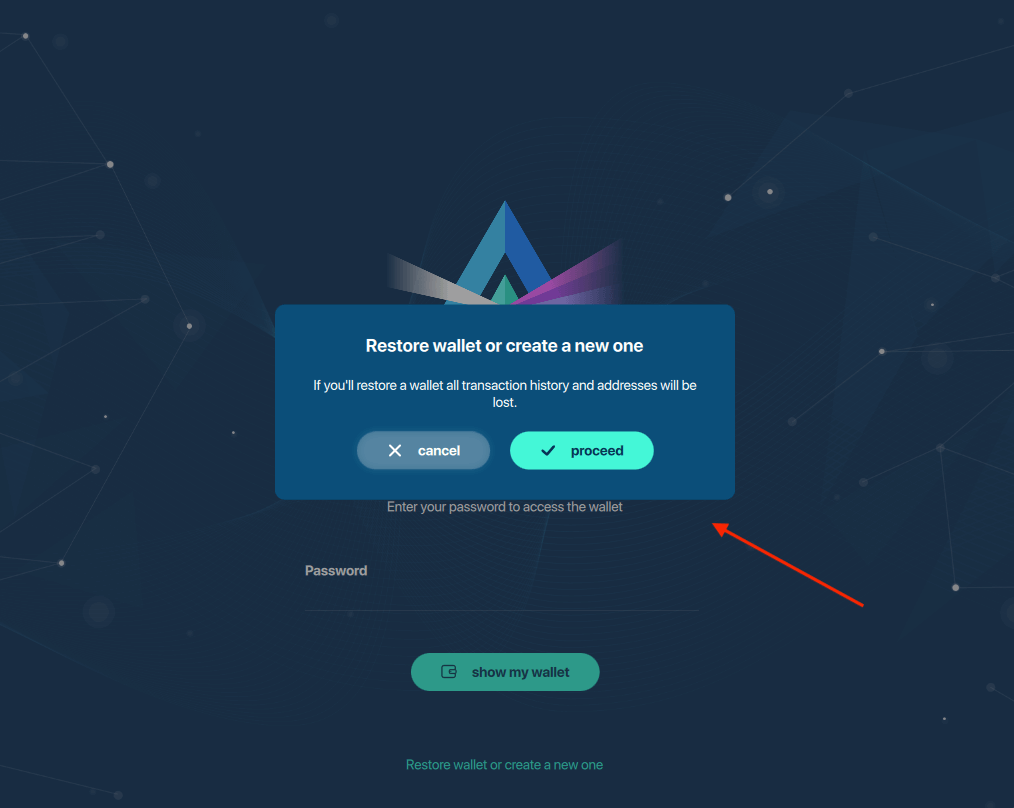 Restore wallet or create a new one
If you'll restore a wallet all transaction history and addresses will be
lost.
cancel
proceed
Enter your password to access the wallet
Password
show my wallet
Restore wallet or create a new one